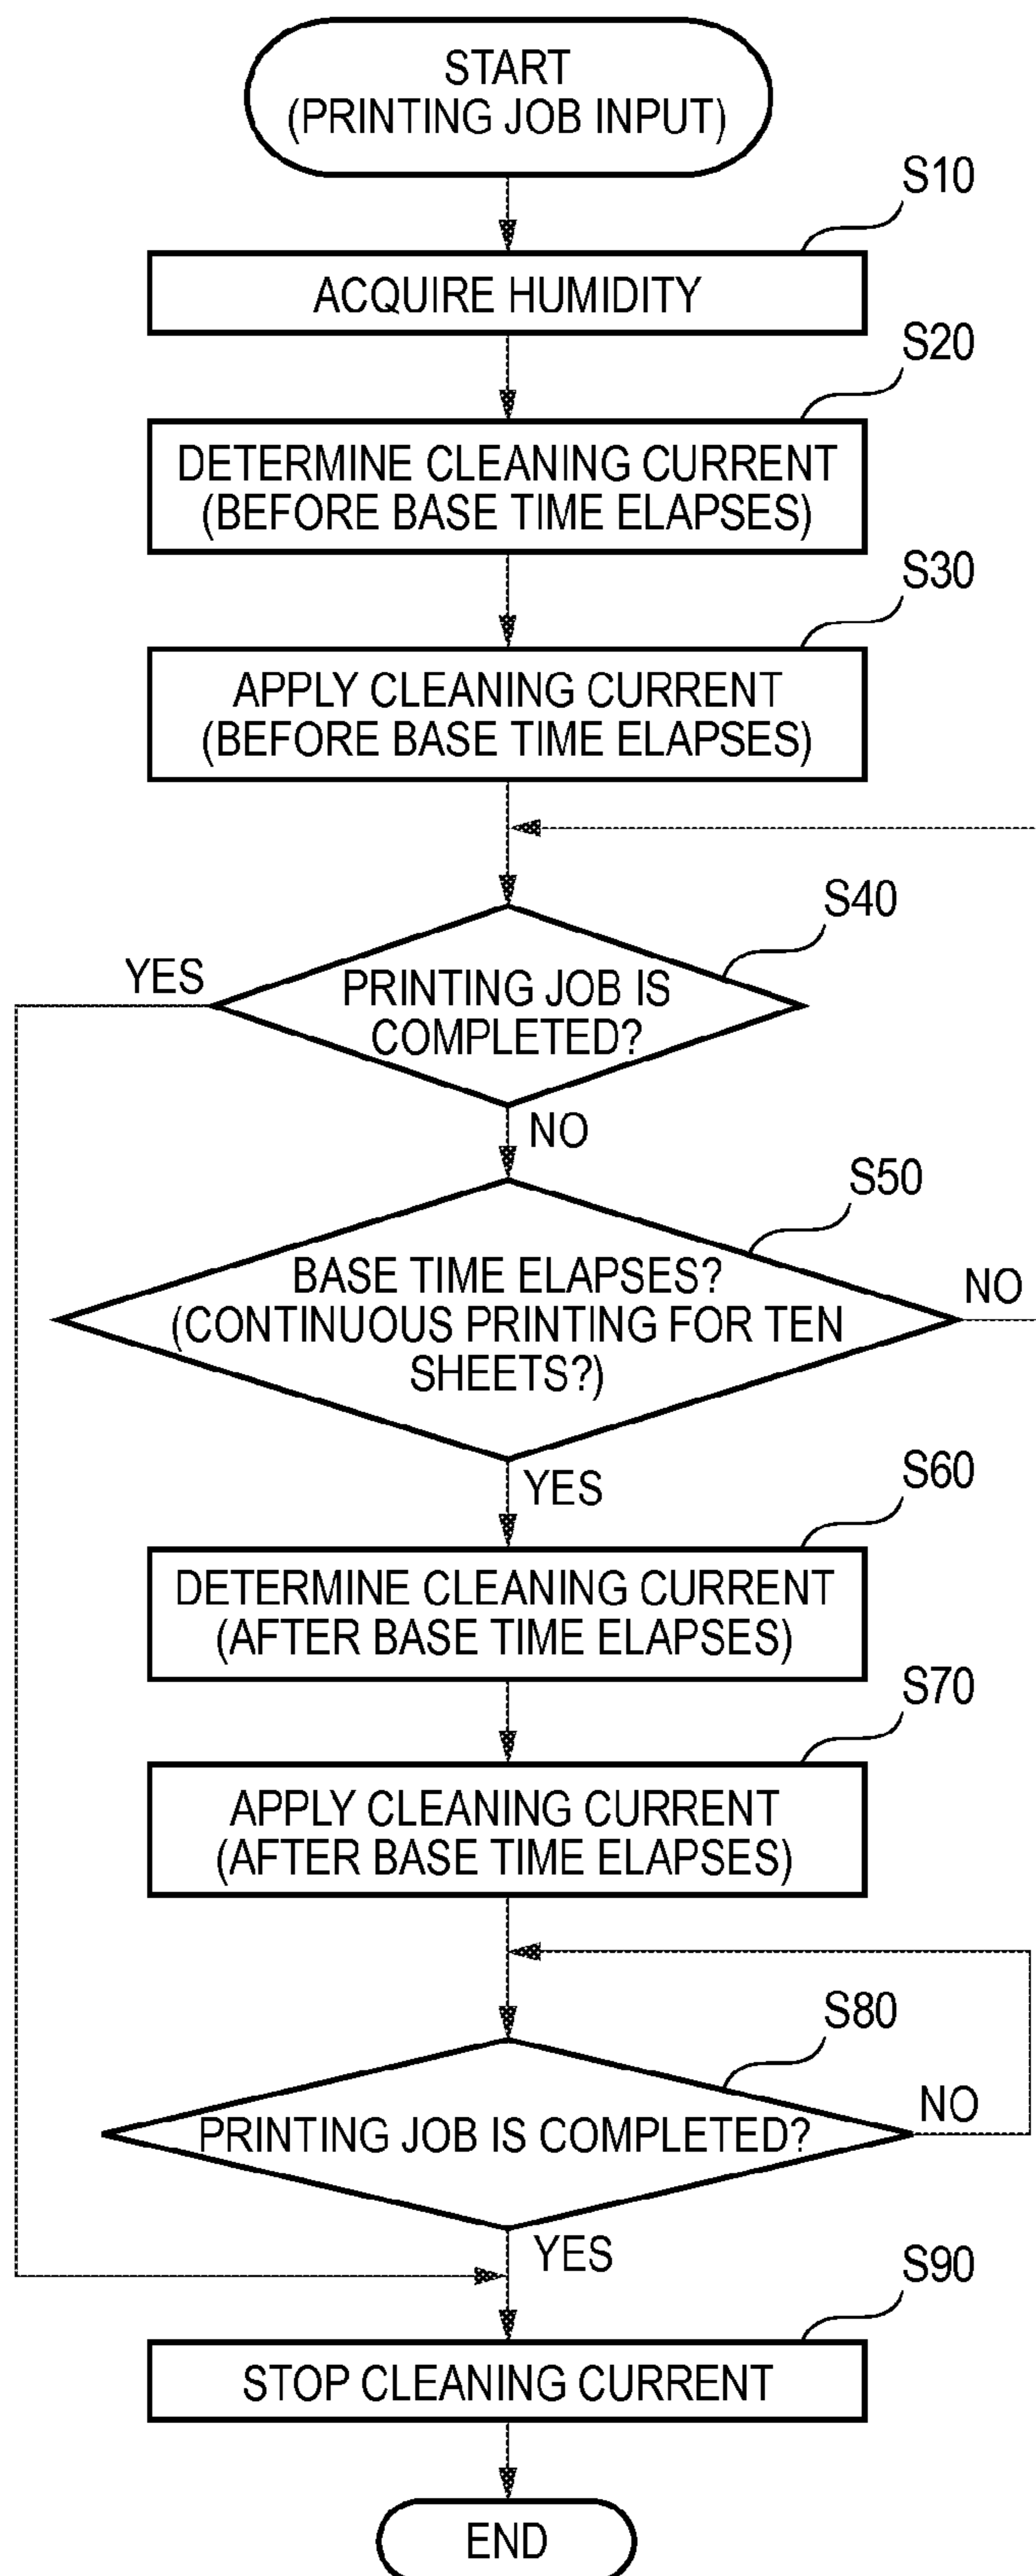 START
(PRINTING JOB INPUT)
S10
ACQUIRE HUMIDITY
S20
DETERMINE CLEANING CURRENT
(BEFORE BASE TIME ELAPSES)
S30
APPLY CLEANING CURRENT
(BEFORE BASE TIME ELAPSES)
S40
YES
PRINTING JOB IS
COMPLETED?
NO
S50
BASE TIME ELAPSES?
(CONTINUOUS PRINTING FOR TEN
SHEETS?)
NO
YES
S60
DETERMINE CLEANING CURRENT
(AFTER BASE TIME ELAPSES)
S70
APPLY CLEANING CURRENT
(AFTER BASE TIME ELAPSES)
S80
PRINTING JOB IS COMPLETED?
NO
YES
S90
STOP CLEANING CURRENT
END